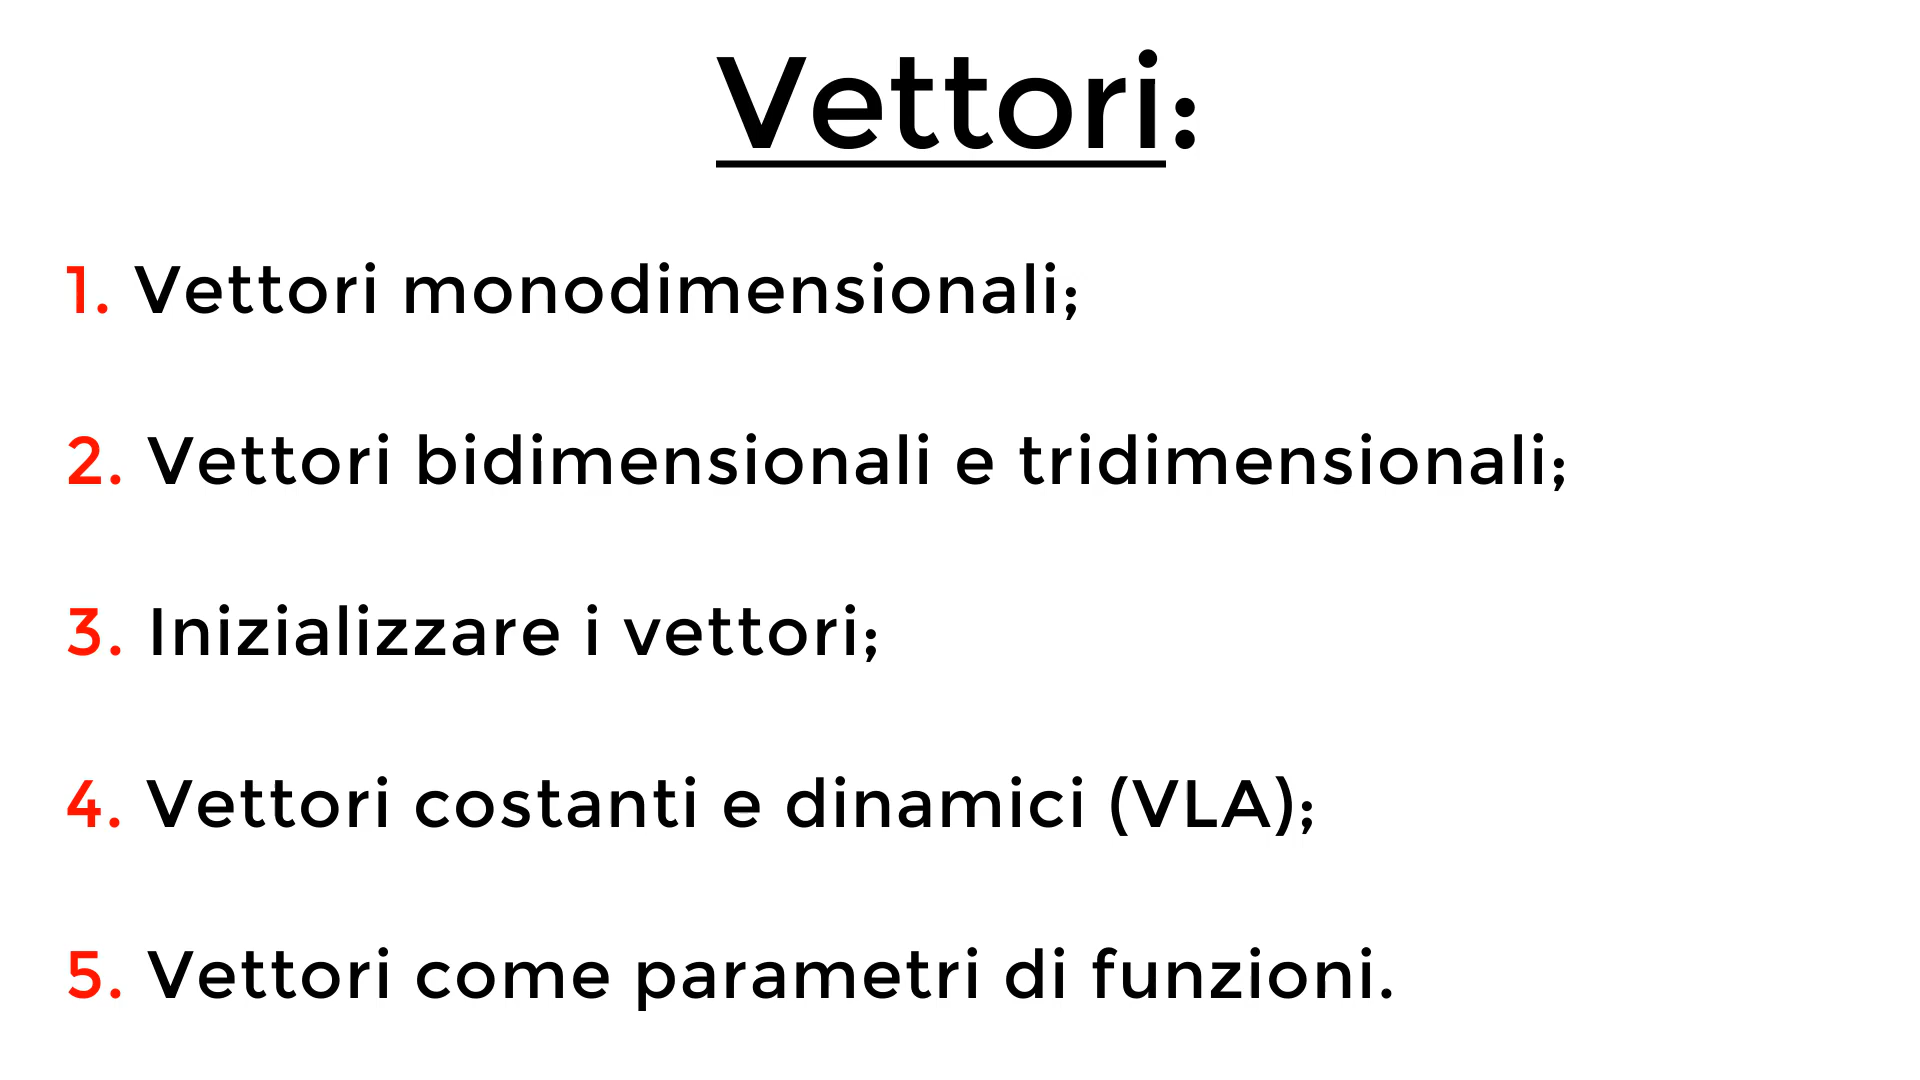 Vettori:
1. Vettori monodimensionali;
2. Vettori bidimensionali e tridimensionali;
3. Inizializzare i vettori;
4. Vettori costanti e dinamici (VLA);
5. Vettori come parametri di funzioni.